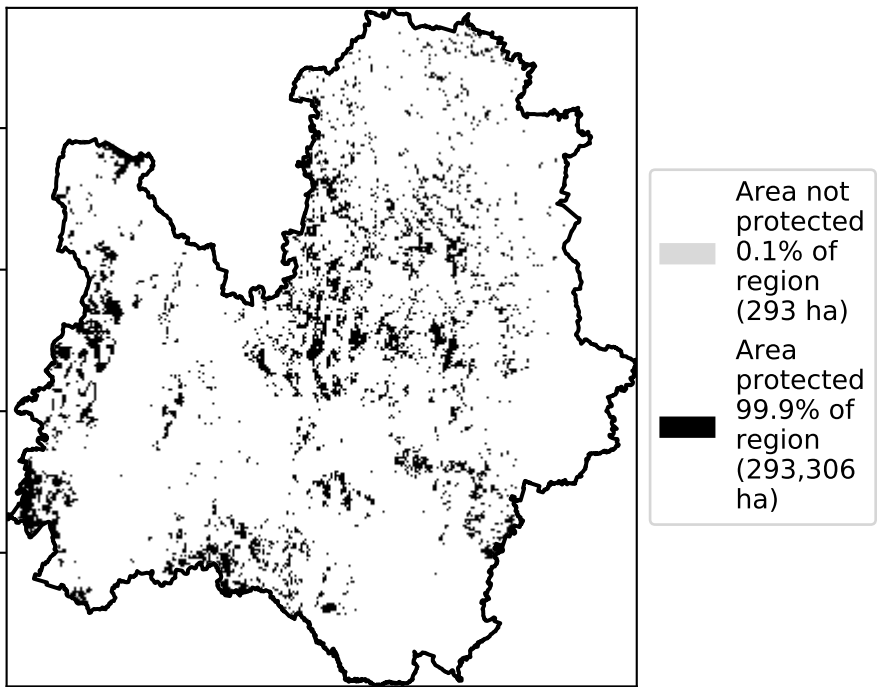 Area not
protected
0.1% of
region
(293 ha)
Area
protected
99.9% of
region
(293,306
ha)